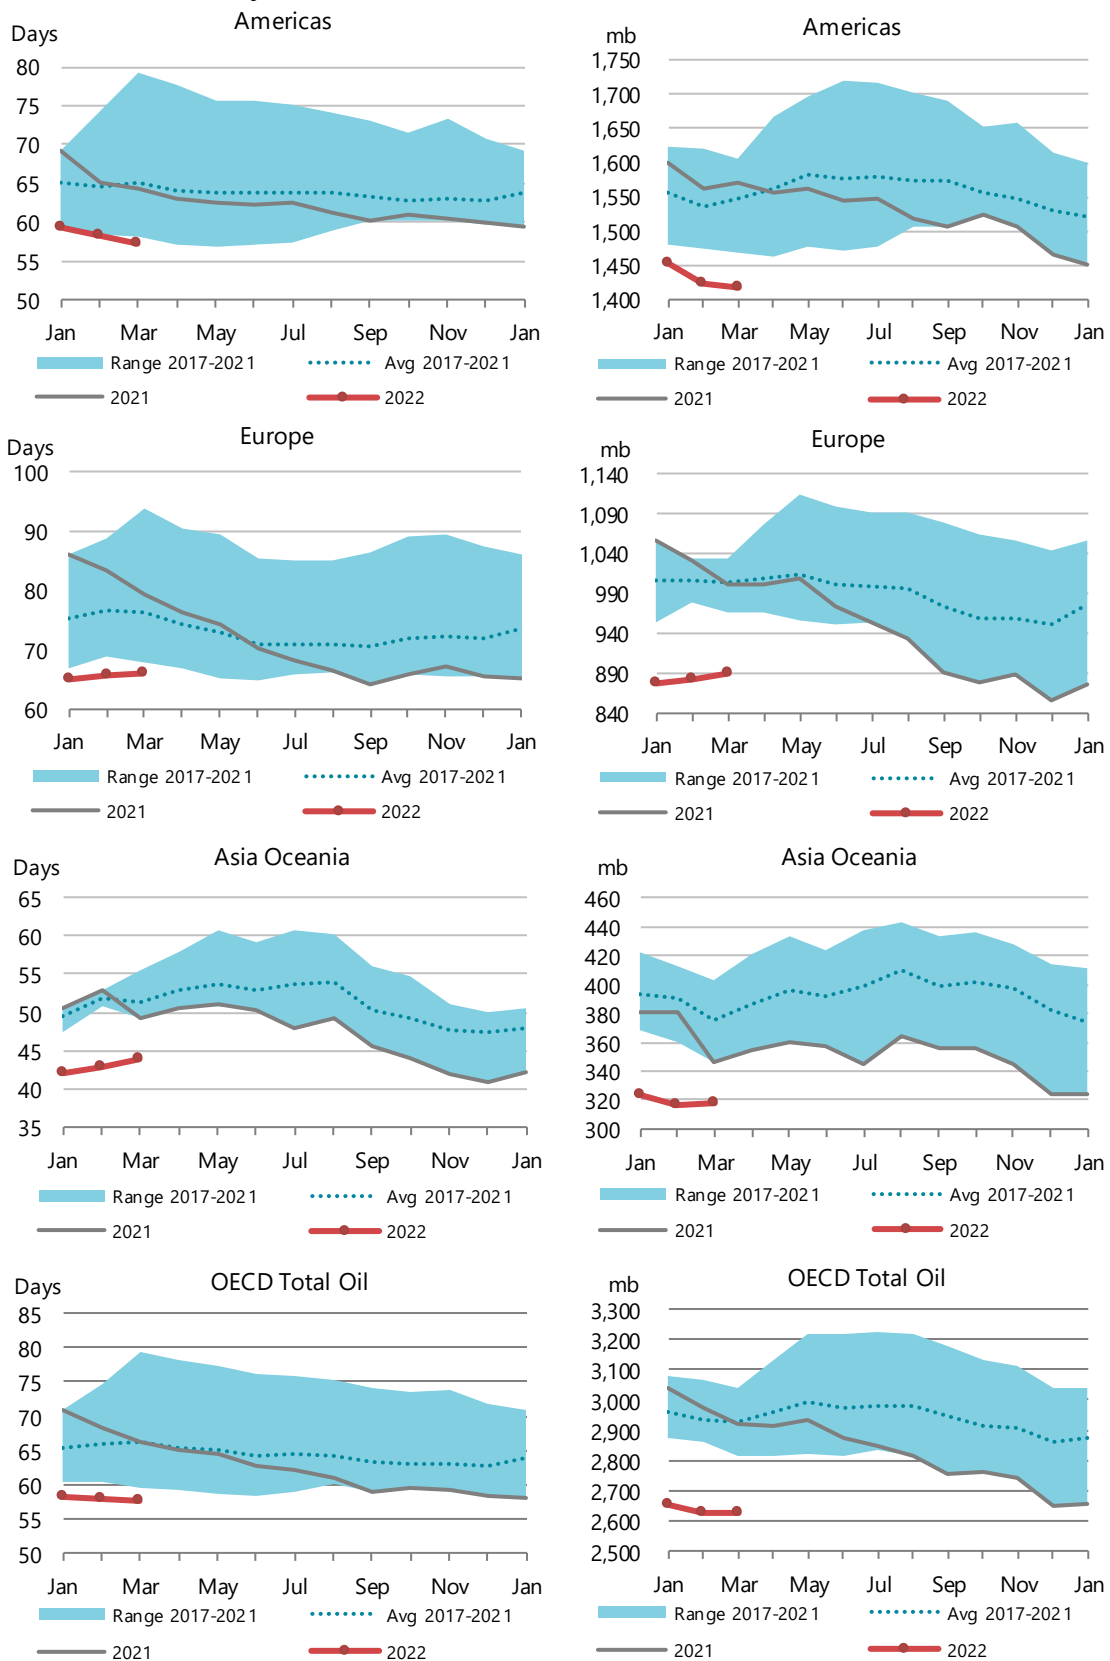 Americas
Days
80
75
70
65
60
55
50
Jan Mar May Jul Sep Nov Jan
Range 2017-2021 Avg 2017-2021
2021 2022
Americas
mb
1,750
1,700
1,650
1,600
1,550
1,500
1,450
1,400
Jan Mar May Jul Sep Nov Jan
Range 2017-2021 Avg 2017-2021
2021 2022
Europe
Days
100
90
80
70
60
Jan Mar May Jul Sep Nov Jan
Range 2017-2021 Avg 2017-2021
2021 2022
Europe
mb
1,140
1,090
1,040
990
940
890
840
Jan Mar May Jul Sep Nov Jan
Range 2017-2021 Avg 2017-2021
2021 2022
Asia Oceania
Days
65
60
55
50
45
40
35
Jan Mar May Jul Sep Nov Jan
Range 2017-2021 Avg 2017-2021
2021 2022
Asia Oceania
mb
460
440
420
400
380
360
340
320
300
Jan Mar May Jul Sep Nov Jan
Range 2017-2021 Avg 2017-2021
2021 2022
OECD Total Oil
Days
85
80
75
70
65
60
55
50
Jan Mar May Jul Sep Nov Jan
Range 2017-2021 Avg 2017-2021
2021 2022
OECD Total Oil
mb
3,300
3,200
3,100
3,000
2,900
2,800
2,700
2,600
2,500
Jan Mar May Jul Sep Nov Jan
Range 2017-2021 Avg 2017-2021
2021 2022